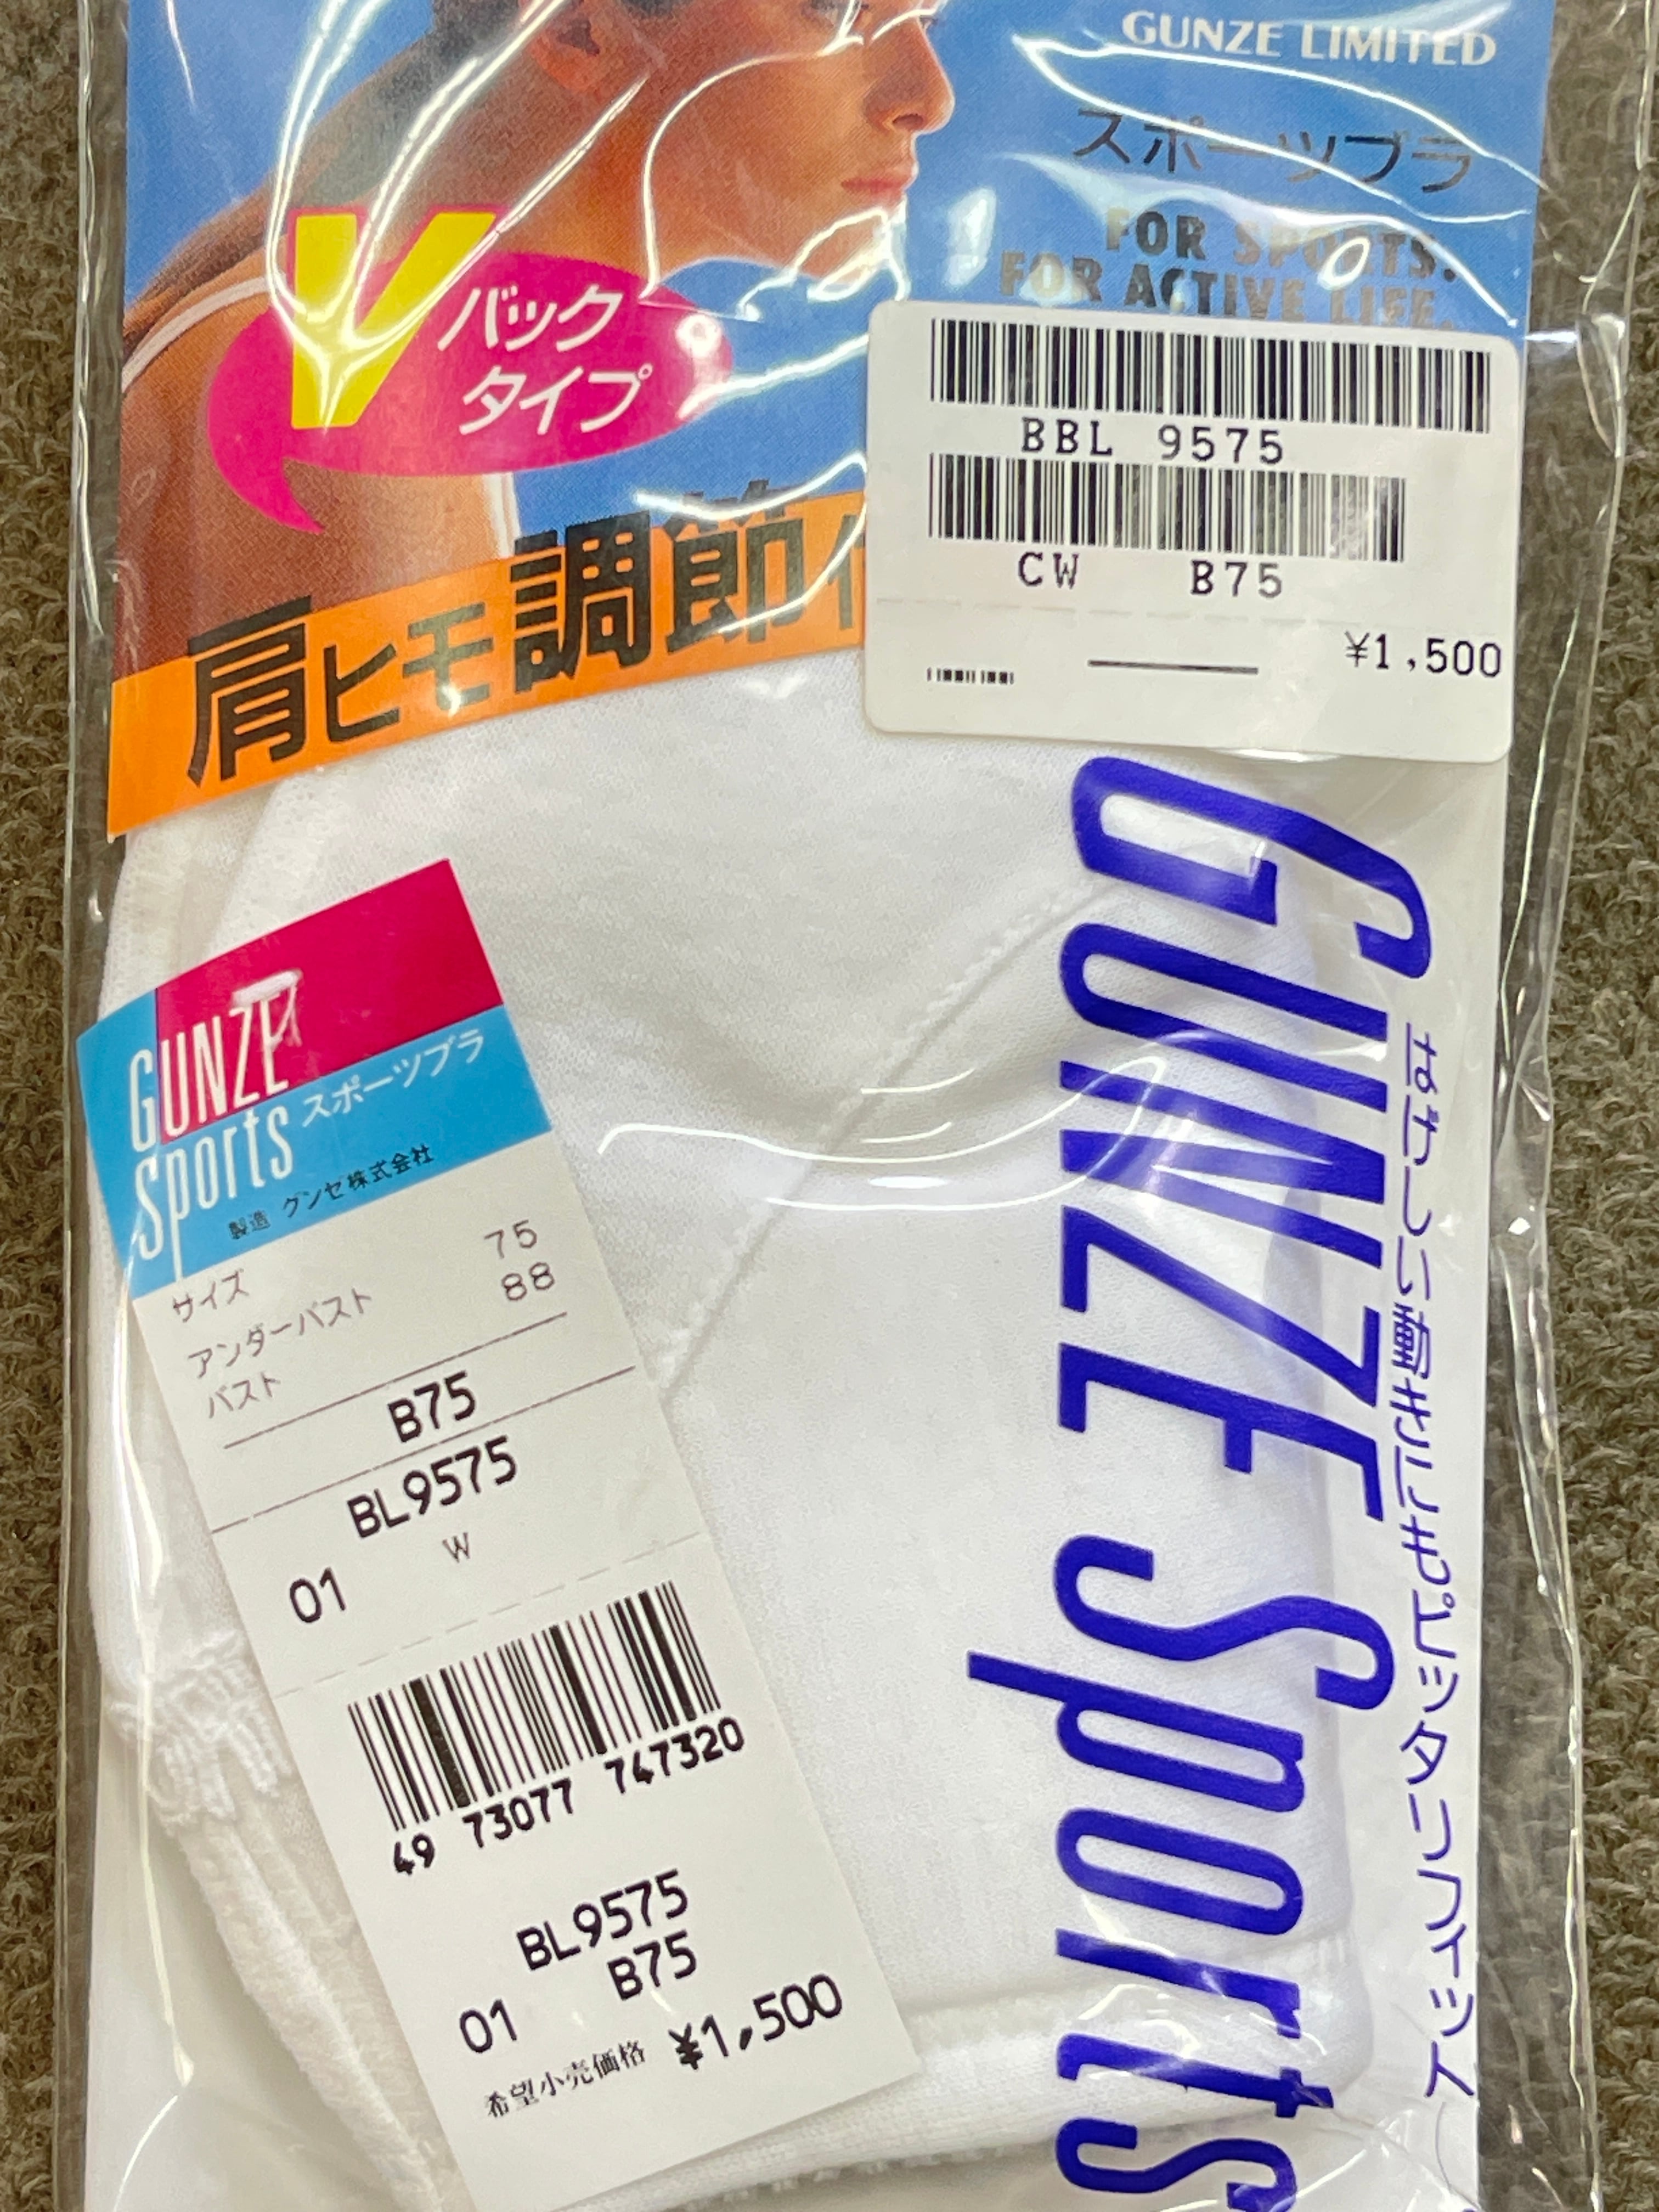 GUNZE LIMITED
スポーツブラ
FOR SPORTS.
FOR ACTIVE LIFE.
V
バック
タイプ
肩ヒモ調節
BBL 9575
CW B75
¥1,500
GUNZE Sports
はげしい動きにもピッタリフィット
GUNZE
Sports スポーツブラ
製造 グンゼ株式会社
サイズ
アンダーバスト 75
バスト 88
B75
BL9575
01 W
49 73077 747320
BL9575
01 B75
希望小売価格 ¥1,500